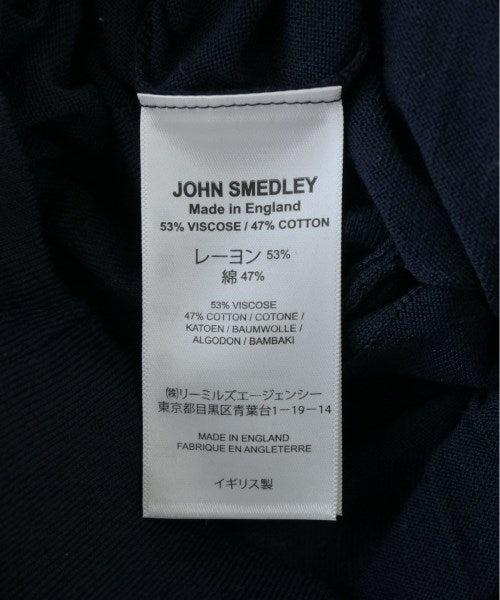 JOHN SMEDLEY
Made in England
53% VISCOSE / 47% COTTON
レーヨン 53%
綿 47%
53% VISCOSE
47% COTTON / COTONE /
KATOEN / BAUMWOLLE /
ALGODON / BAMBAKI
㈱リーミルズエージェンシー
東京都目黒区青葉台1-19-14
MADE IN ENGLAND
FABRIQUE EN ANGLETERRE
イギリス製